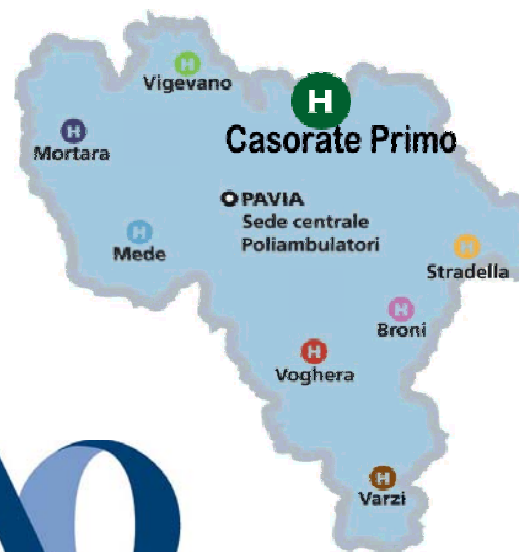 H
Vigevano
H
Casorate Primo
H
Mortara
PAVIA
Sede centrale
Poliambulatori
H
Mede
H
Stradella
H
Broni
H
Voghera
H
Varzi